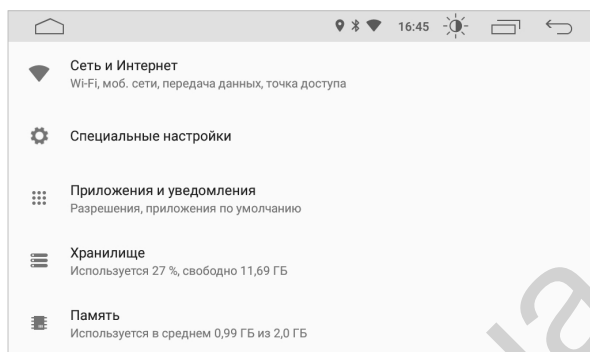 16:45
Сеть и Интернет
Wi-Fi, моб. сети, передача данных, точка доступа
Специальные настройки
Приложения и уведомления
Разрешения, приложения по умолчанию
Хранилище
Используется 27 %, свободно 11,69 ГБ
Память
Используется в среднем 0,99 ГБ из 2,0 ГБ